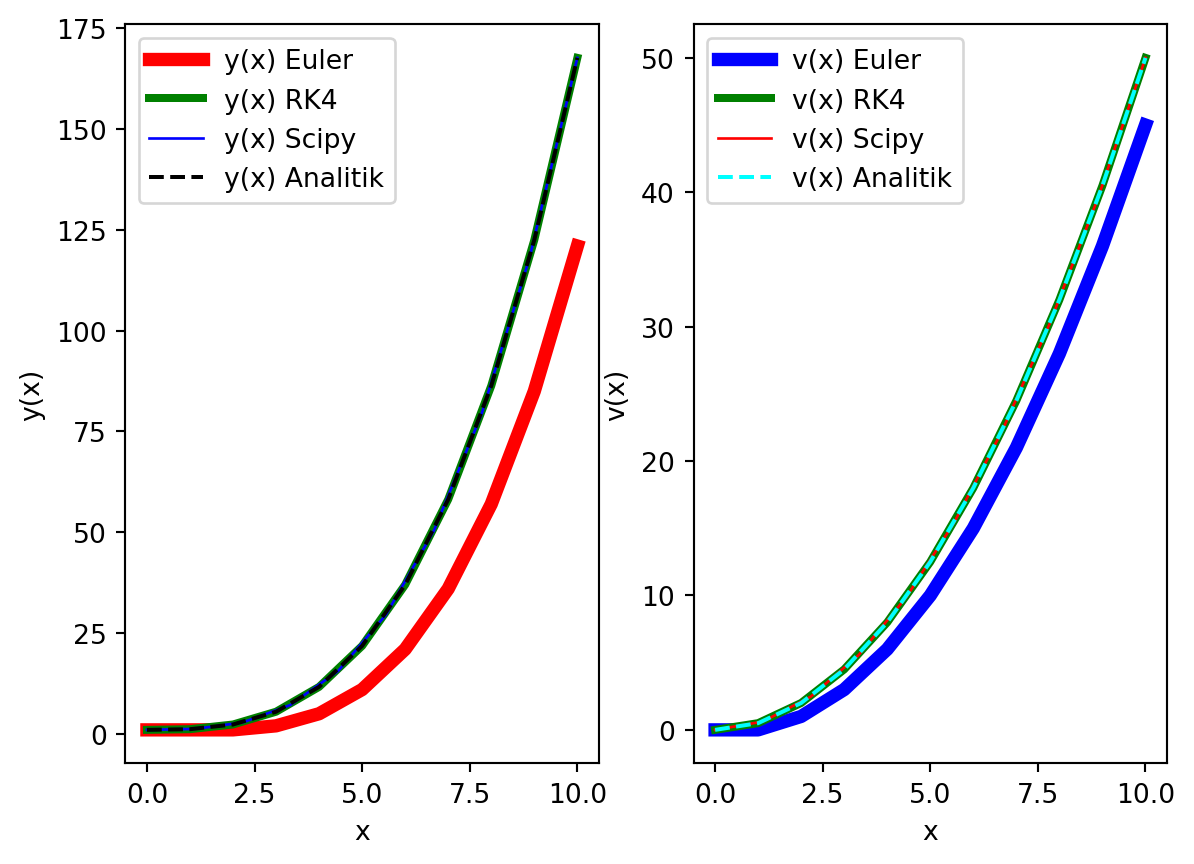 175
150
125
100
75
50
25
0
y(x)
y(x) Euler
y(x) RK4
y(x) Scipy
y(x) Analitik
0.0 2.5 5.0 7.5 10.0
x
50
40
30
20
10
0
v(x)
v(x) Euler
v(x) RK4
v(x) Scipy
v(x) Analitik
0.0 2.5 5.0 7.5 10.0
x